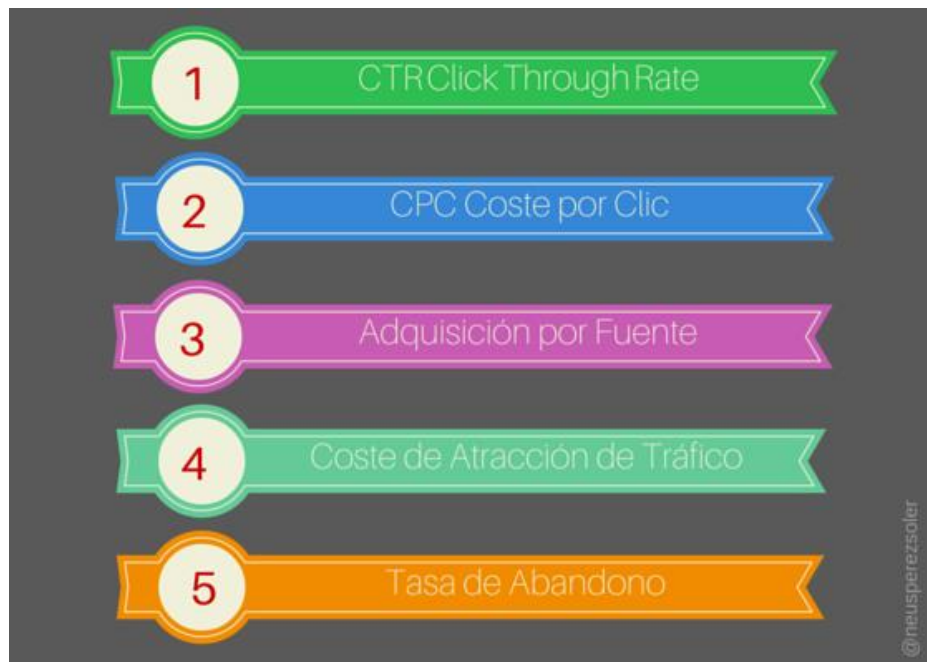 1
CTR Click Through Rate
2
CPC Coste por Clic
3
Adquisición por Fuente
4
Coste de Atracción de Tráfico
5
Tasa de Abandono
@neusperezsoler